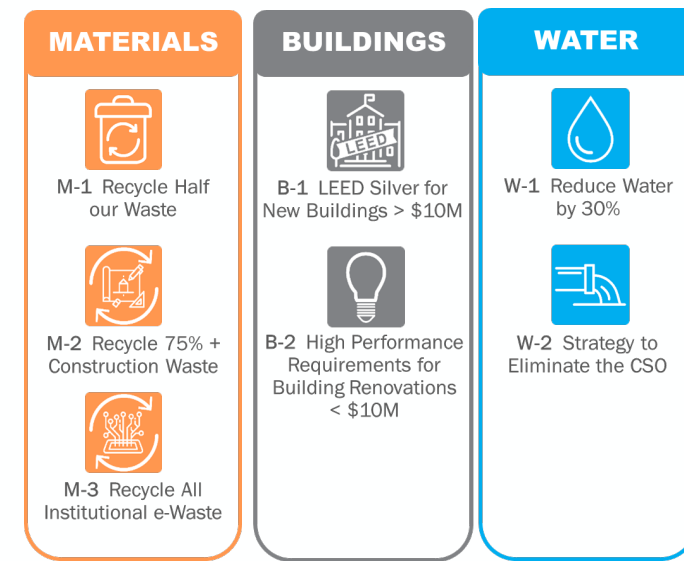 MATERIALS
M-1 Recycle Half
our Waste
M-2 Recycle 75% +
Construction Waste
M-3 Recycle All
Institutional e-Waste
BUILDINGS
LEED
B-1 LEED Silver for
New Buildings > $10M
B-2 High Performance
Requirements for
Building Renovations
< $10M
WATER
W-1 Reduce Water
by 30%
W-2 Strategy to
Eliminate the CSO